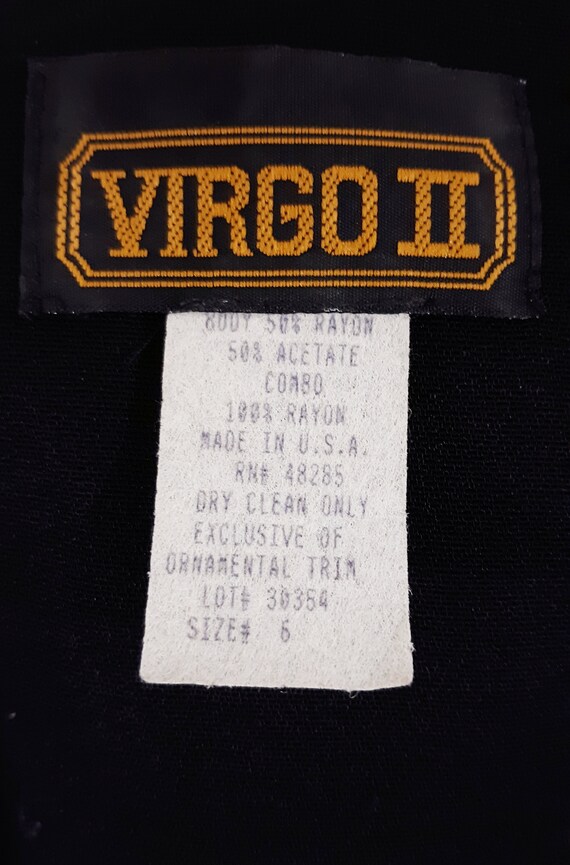 VIRGO II
BODY 50% RAYON
50% ACETATE
COMBO
100% RAYON
MADE IN U.S.A.
RN# 48285
DRY CLEAN ONLY
EXCLUSIVE OF
ORNAMENTAL TRIM
LOT# 30354
SIZE# 6